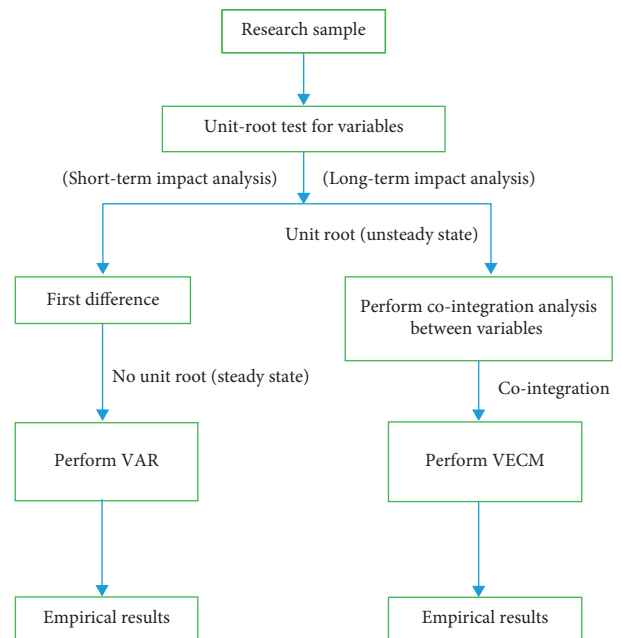 Research sample
Unit-root test for variables
(Short-term impact analysis)
(Long-term impact analysis)
Unit root (unsteady state)
First difference
Perform co-integration analysis
between variables
No unit root (steady state)
Co-integration
Perform VAR
Perform VECM
Empirical results
Empirical results